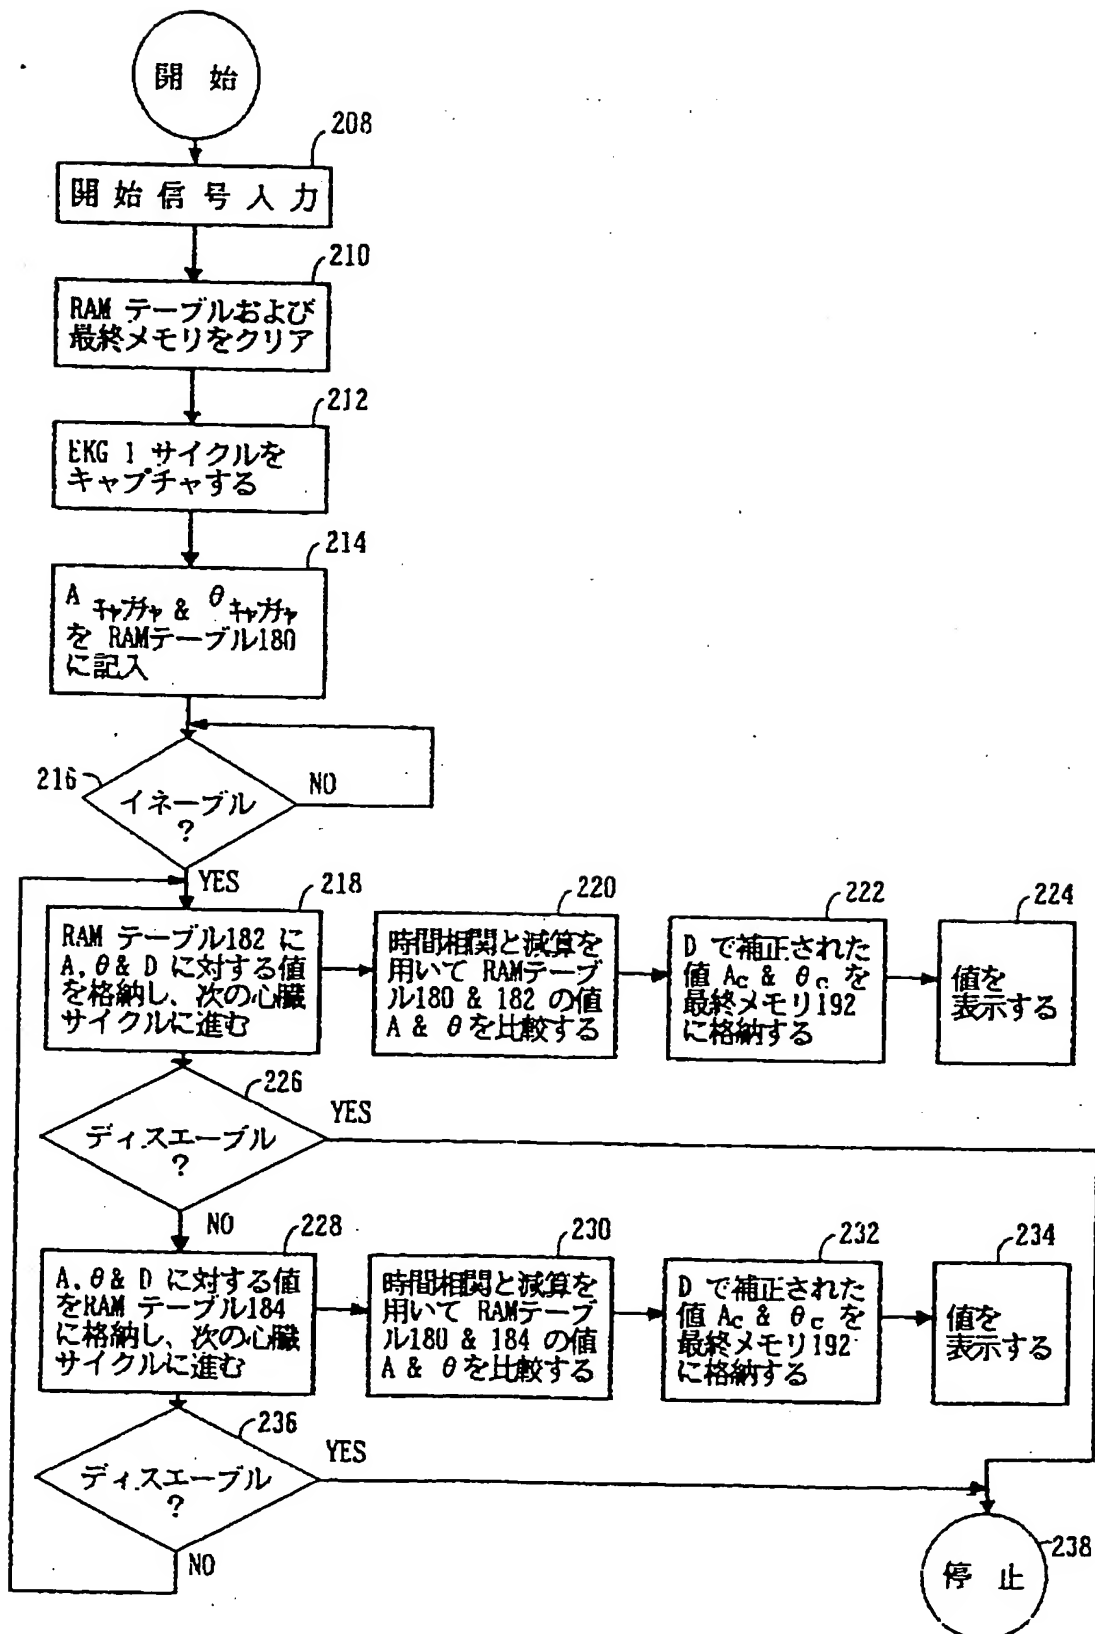 開 始
208
開 始 信 号 入 力
210
RAM テーブルおよび
最終メモリをクリア
212
EKG 1 サイクルを
キャプチャする
214
A キャプチャ & θ キャプチャ
を RAMテーブル180
に記入
216
イネーブル
?
NO
YES
218
RAM テーブル182 に
A, θ & D に対する値
を格納し、次の心臓
サイクルに進む
220
時間相関と減算を
用いて RAMテーブ
ル180 & 182 の値
A & θ を比較する
222
D で補正された
値 Ac & θc を
最終メモリ192
に格納する
224
値を
表示する
226
ディスエーブル
?
YES
NO
228
A, θ & D に対する値
をRAM テーブル184
に格納し、次の心臓
サイクルに進む
230
時間相関と減算を
用いて RAMテーブ
ル180 & 184 の値
A & θ を比較する
232
D で補正された
値 Ac & θc を
最終メモリ192
に格納する
234
値を
表示する
236
ディスエーブル
?
YES
NO
238
停 止